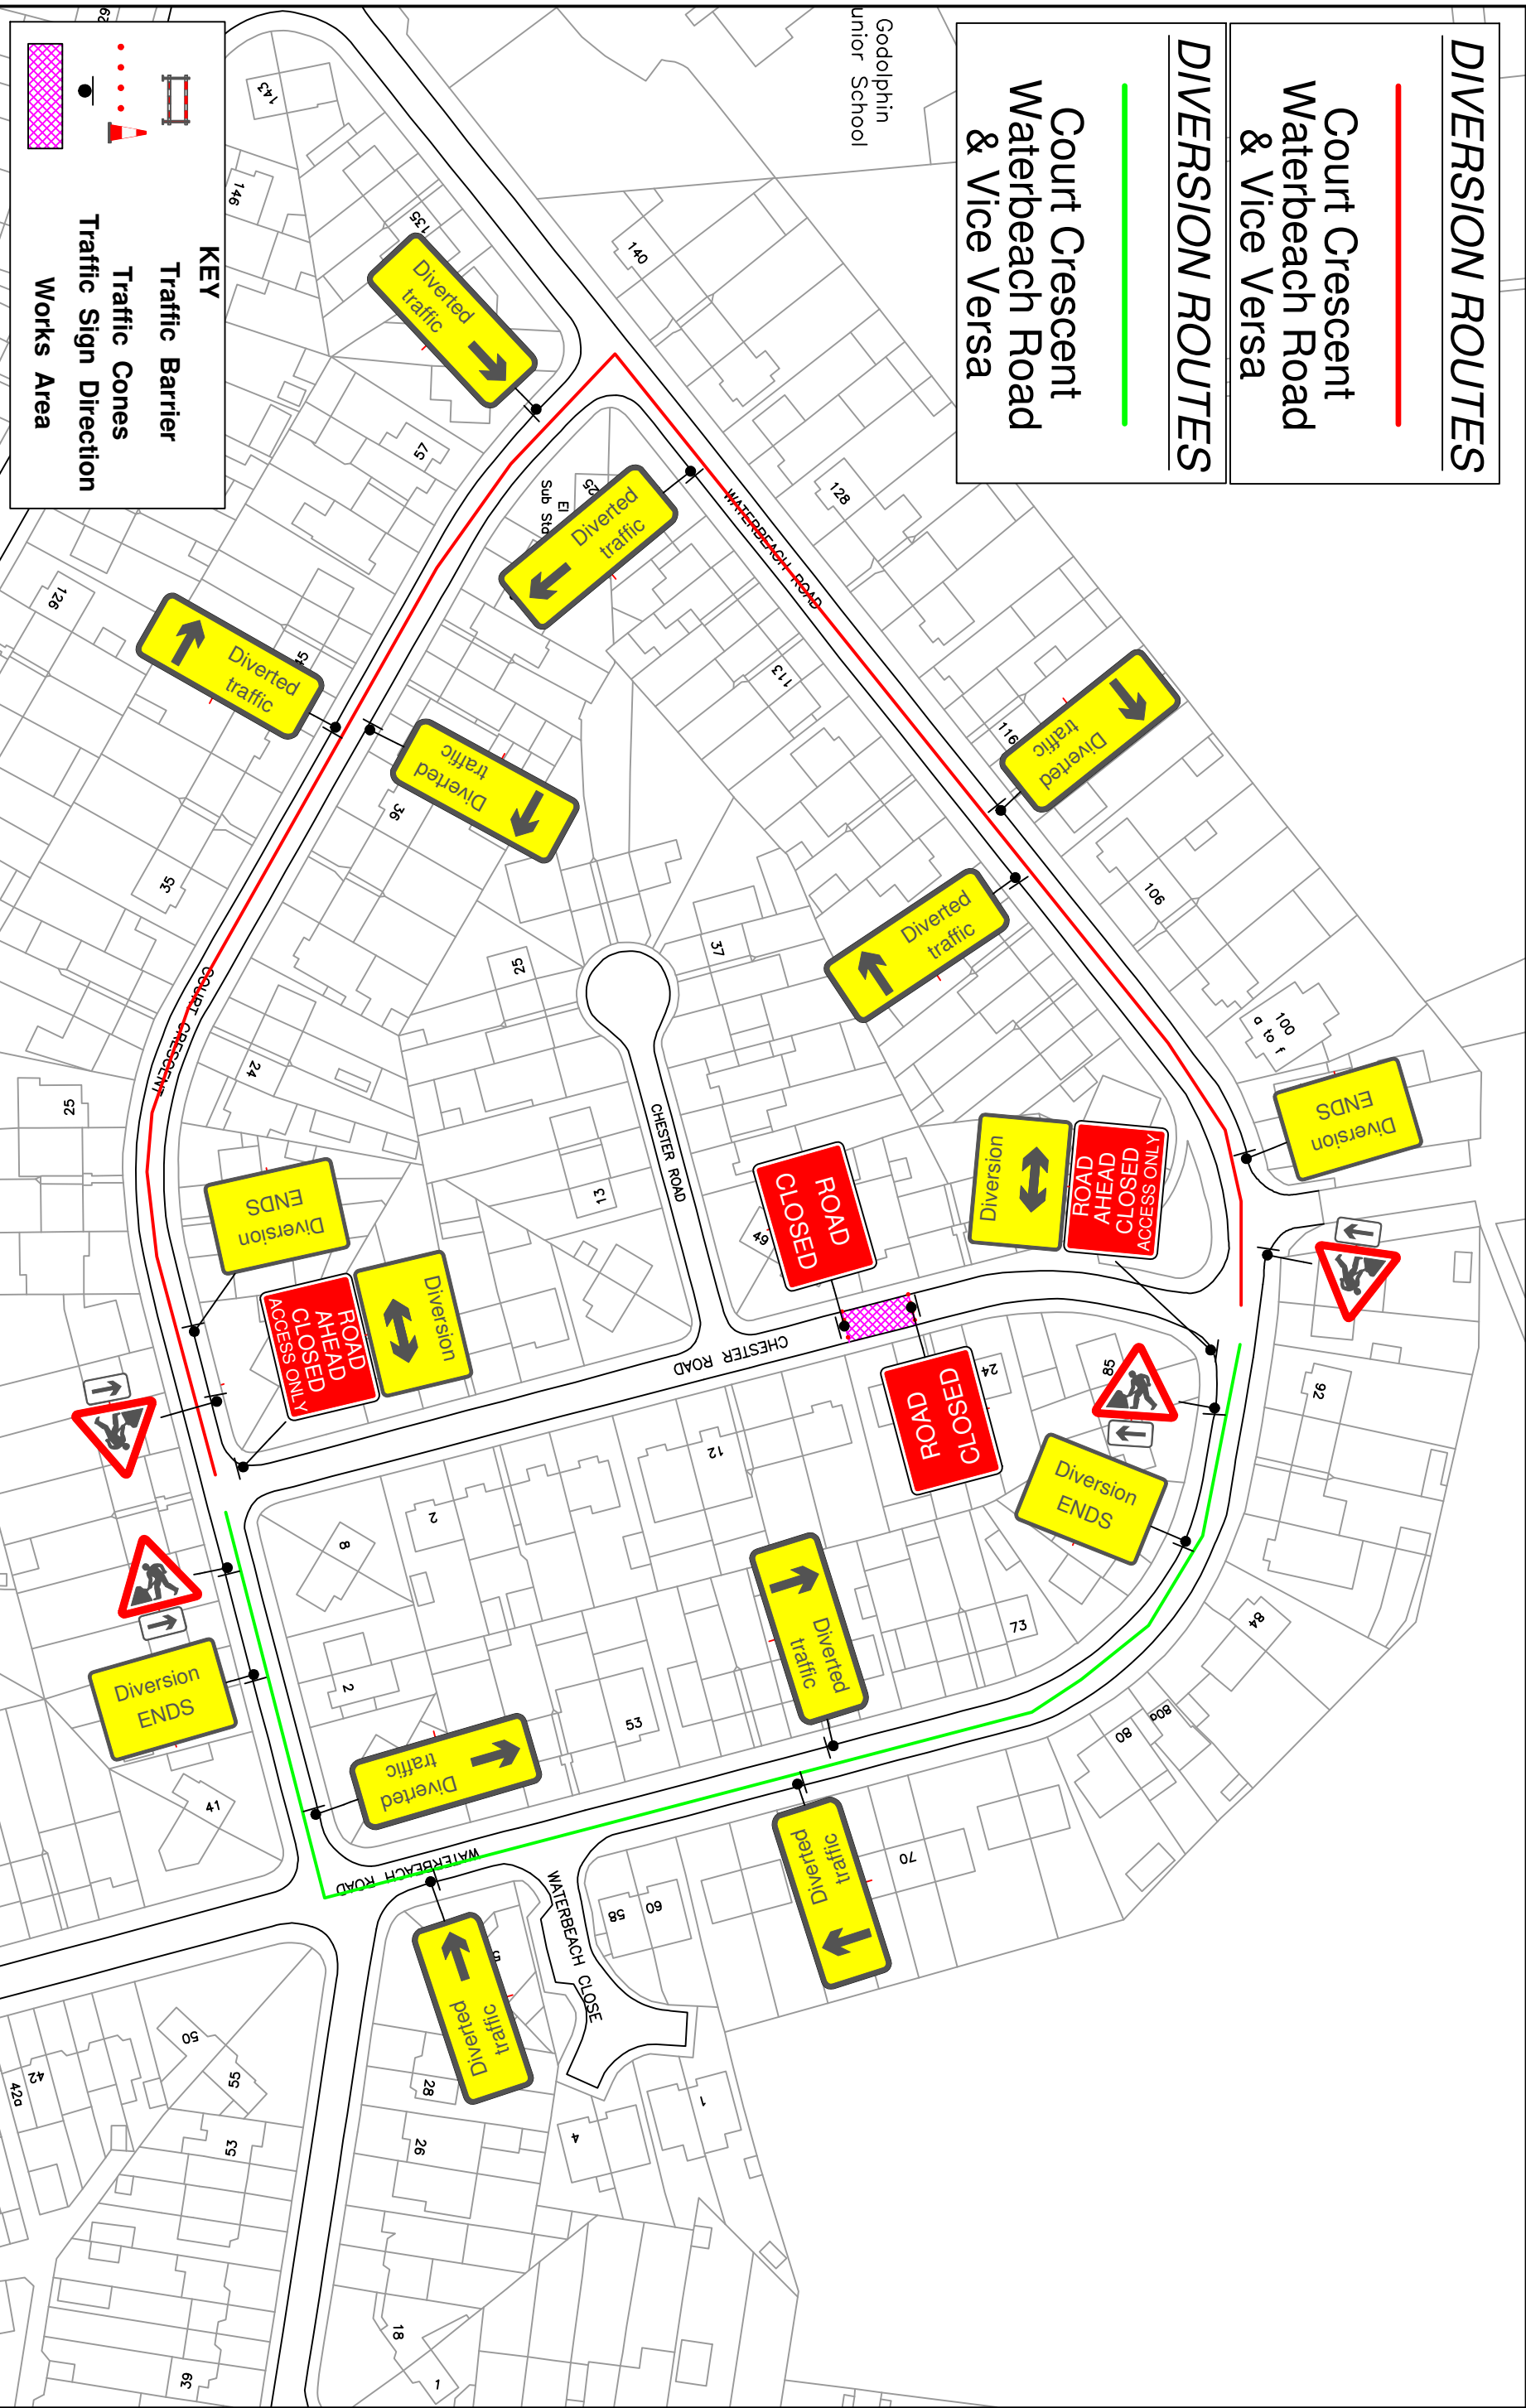 DIVERSION ROUTES
Court Crescent
Waterbeach Road
& Vice Versa
DIVERSION ROUTES
Court Crescent
Waterbeach Road
& Vice Versa
Godolphin
unior School
KEY
Traffic Barrier
Traffic Cones
Traffic Sign Direction
Works Area
143
146
135
140
Diverted
traffic
57
25
El
Sub Sta
Diverted
traffic
WATERBEACH ROAD
128
126
45
Diverted
traffic
Diverted
traffic
36
35
113
116
Diverted
traffic
106
Diverted
traffic
37
25
24
COURT CRESCENT
25
100
a to f
Diversion
ENDS
Diversion
ENDS
CHESTER ROAD
13
49
ROAD
CLOSED
Diversion
ROAD
AHEAD
CLOSED
ACCESS ONLY
Diversion
ROAD
AHEAD
CLOSED
ACCESS ONLY
CHESTER ROAD
ROAD
CLOSED
24
85
92
12
2
8
Diversion
ENDS
Diversion
ENDS
Diverted
traffic
73
84
80a
80
2
53
Diverted
traffic
41
WATERBEACH ROAD
WATERBEACH CLOSE
58
60
70
Diverted
traffic
Diverted
traffic
50
55
42
42a
53
28
26
1
4
18
1
39